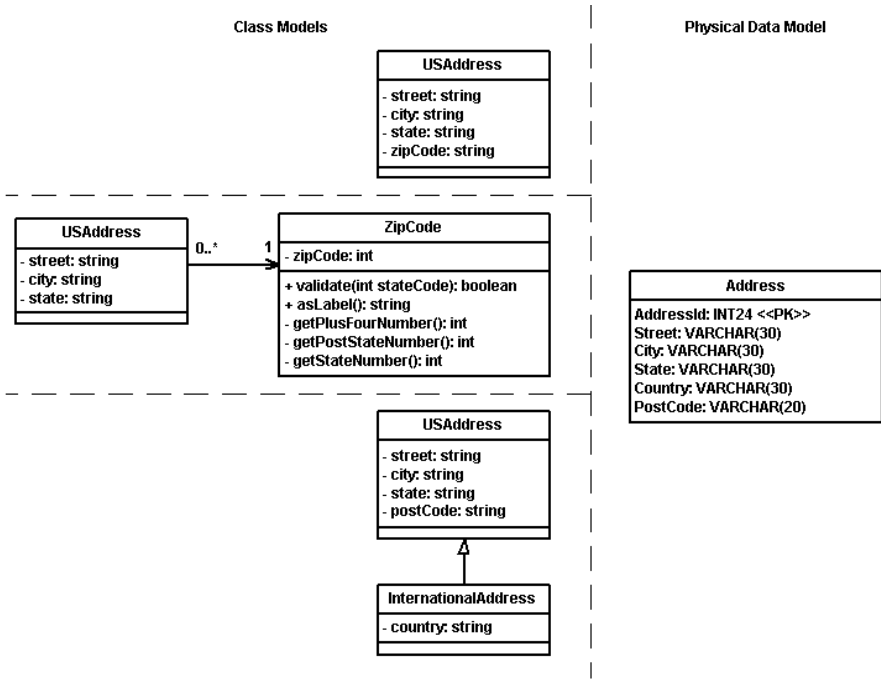 Class Models
Physical Data Model
USAddress
- street: string
- city: string
- state: string
- zipCode: string
USAddress
- street: string
- city: string
- state: string
0..*
1
ZipCode
- zipCode: int
+ validate(int stateCode): boolean
+ asLabel(): string
- getPlusFourNumber(): int
- getPostStateNumber(): int
- getStateNumber(): int
Address
AddressId: INT24 <<PK>>
Street: VARCHAR(30)
City: VARCHAR(30)
State: VARCHAR(30)
Country: VARCHAR(30)
PostCode: VARCHAR(20)
USAddress
- street: string
- city: string
- state: string
- postCode: string
InternationalAddress
- country: string